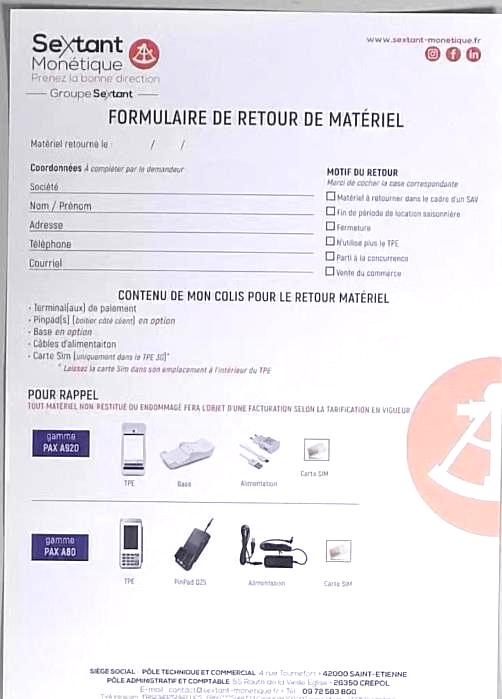 Sextant
Monétique
Prenez la bonne direction
Groupe Sextant
www.sextant-monetique.fr
FORMULAIRE DE RETOUR DE MATÉRIEL
Matériel retourné le : / /
Coordonnées À compléter par le demandeur
Société
Nom / Prénom
Adresse
Téléphone
Courriel
MOTIF DU RETOUR
Merci de cocher la case correspondante
Matériel à retourner dans le cadre d'un SAV
Fin de période de location saisonnière
Fermeture
N'utilise plus le TPE
Parti à la concurrence
Vente du commerce
CONTENU DE MON COLIS POUR LE RETOUR MATÉRIEL
- Terminal(aux) de paiement
- Pinpad(s) (boitier côté client) en option
- Base en option
- Câbles d'alimentaiton
- Carte Sim (uniquement dans le TPE 3G)*
* Laissez la carte Sim dans son emplacement à l'intérieur du TPE
POUR RAPPEL
TOUT MATÉRIEL NON RESTITUÉ OU ENDOMMAGÉ FERA L'OBJET D'UNE FACTURATION SELON LA TARIFICATION EN VIGUEUR
gamme
PAX A920
TPE
Base
Alimentation
Carte SIM
gamme
PAX A80
TPE
PinPad Q25
Alimentation
Carte SIM
SIÈGE SOCIAL PÔLE TECHNIQUE ET COMMERCIAL 4 rue Tournefort - 42000 SAINT-ETIENNE
PÔLE ADMINISTRATIF ET COMPTABLE 55 Route de la Vieille Eglise - 26350 CRÉPOL
E-mail : contact@sextant-monetique.fr - Tél. 09 72 583 800